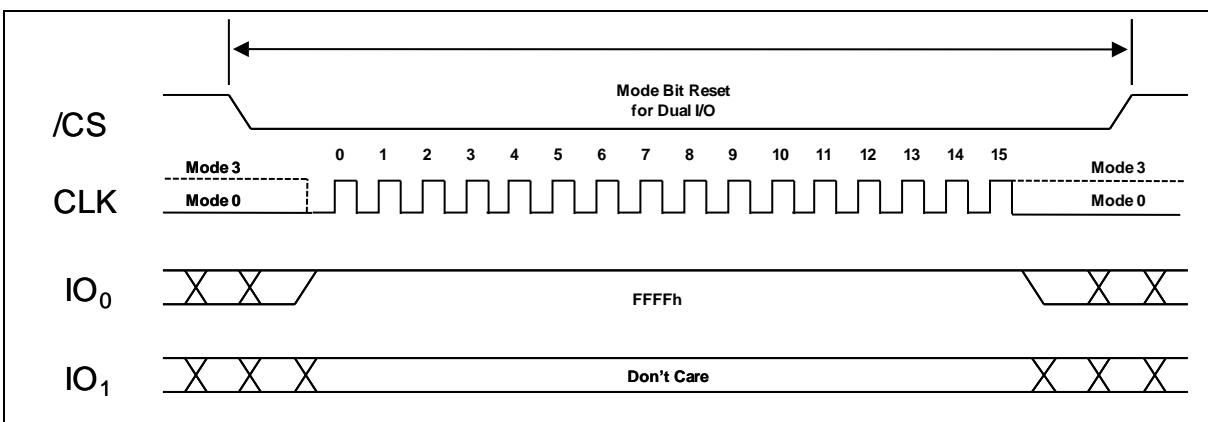 Mode Bit Reset
for Dual I/O
/CS
0 1 2 3 4 5 6 7 8 9 10 11 12 13 14 15
Mode 3
Mode 3
CLK
Mode 0
Mode 0
IO0
FFFFh
IO1
Don't Care